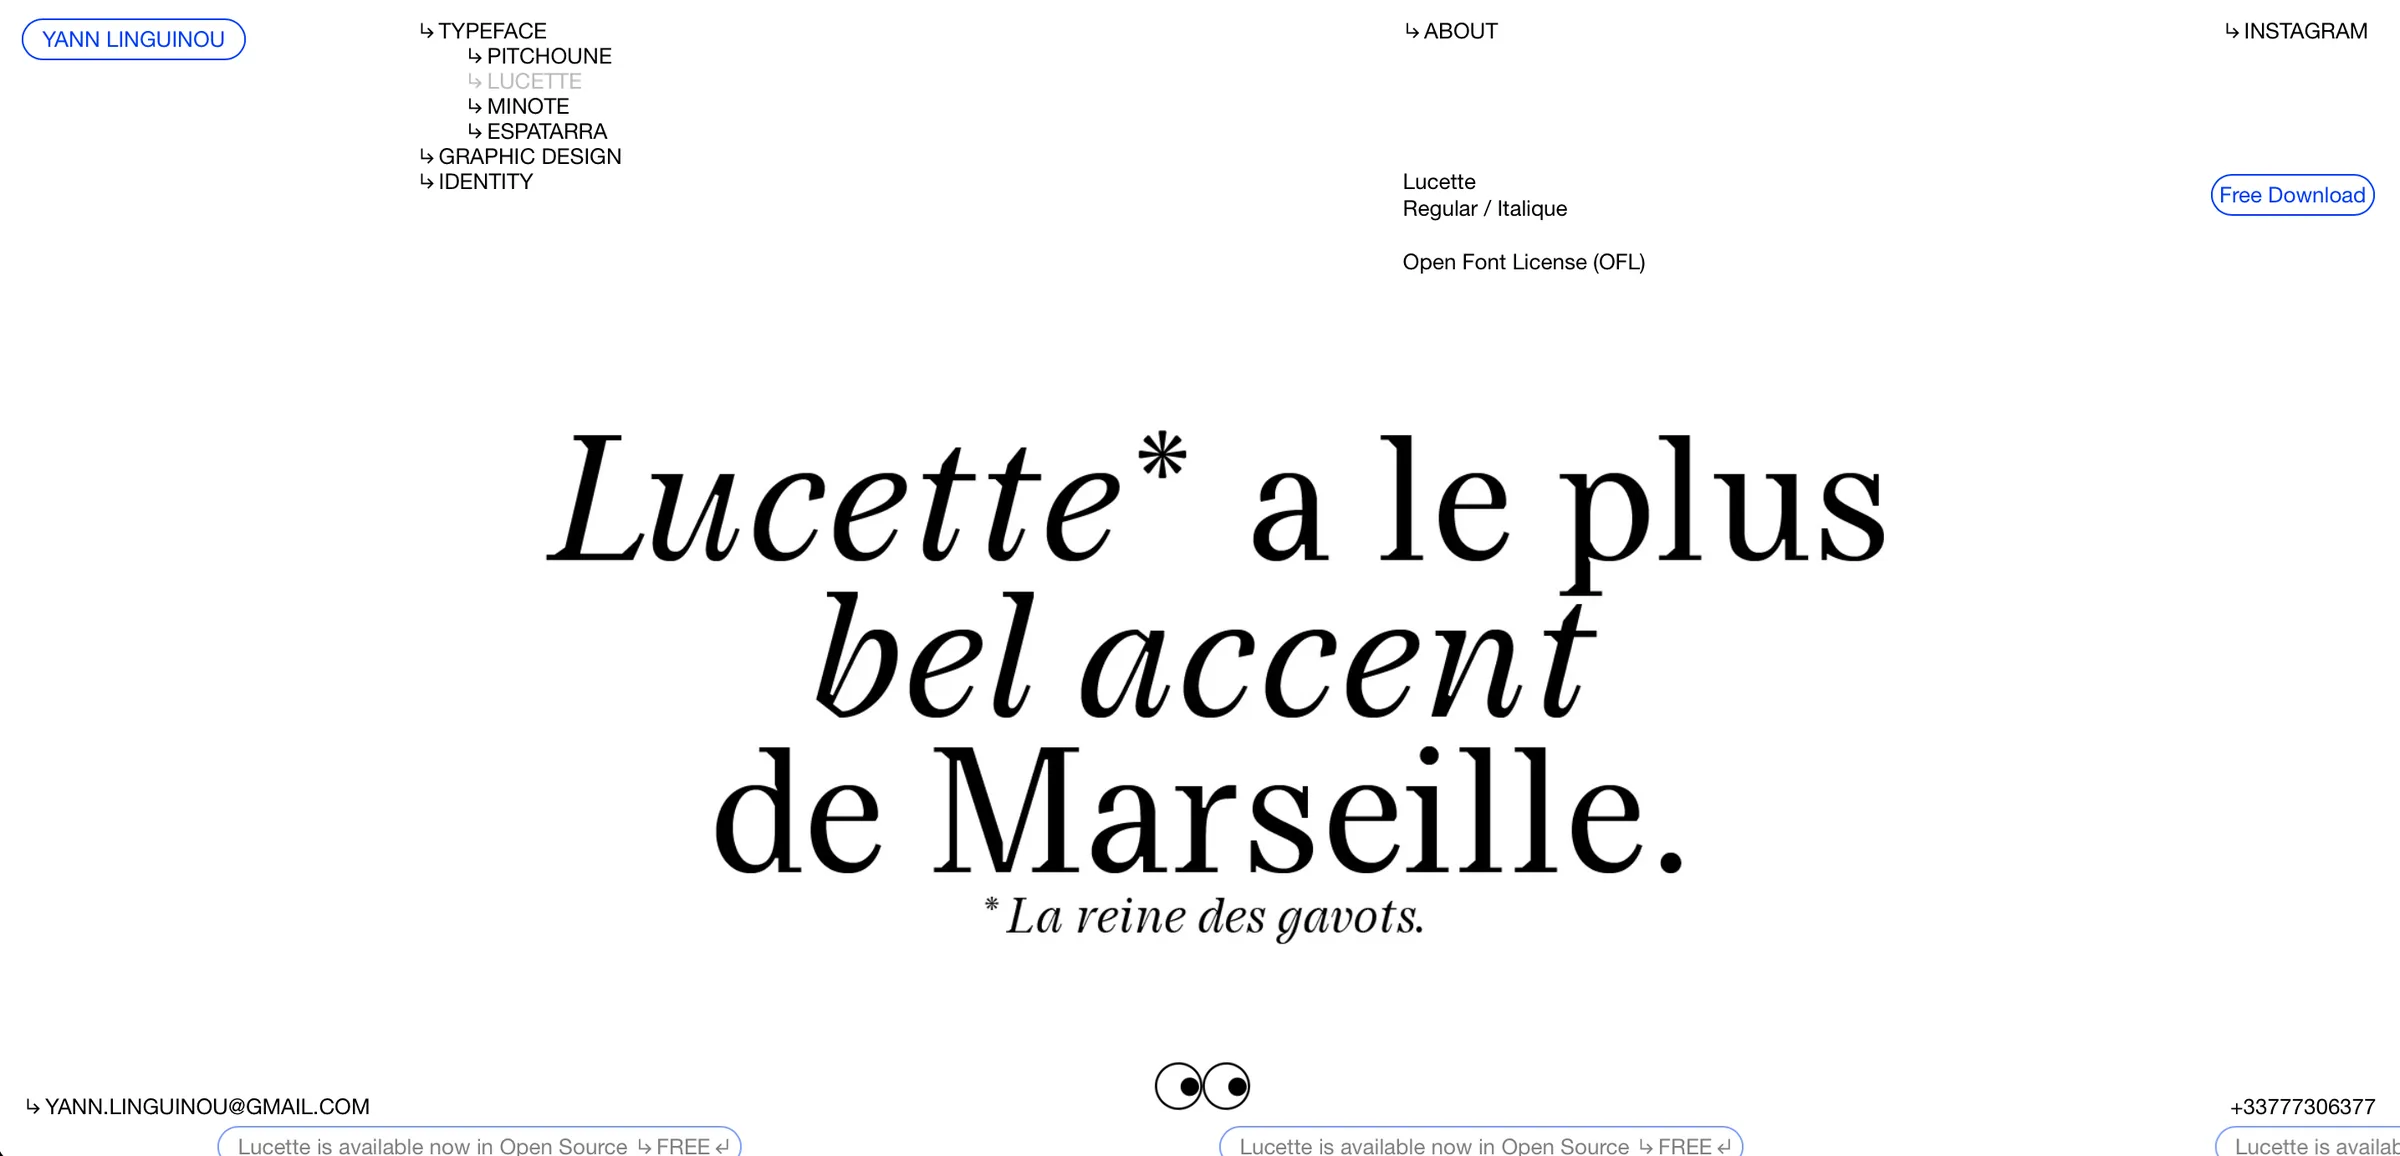 YANN LINGUINOU
↳ TYPEFACE
↳ PITCHOUNE
↳ LUCETTE
↳ MINOTE
↳ ESPATARRA
↳ GRAPHIC DESIGN
↳ IDENTITY
↳ ABOUT
↳ INSTAGRAM
Lucette
Regular / Italique
Open Font License (OFL)
Free Download
Lucette* a le plus
bel accent
de Marseille.
* La reine des gavots.
↳ YANN.LINGUINOU@GMAIL.COM
+33777306377
Lucette is available now in Open Source ↳ FREE ↵
Lucette is available now in Open Source ↳ FREE ↵
Lucette is